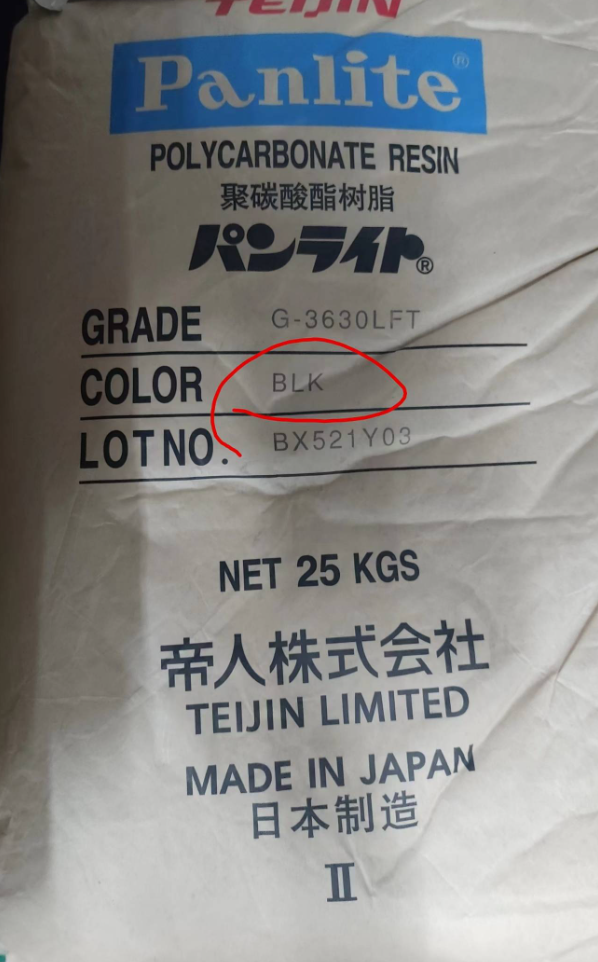 TEIJIN
Panlite®
POLYCARBONATE RESIN
聚碳酸酯树脂
パンライト®
GRADE G-3630LFT
COLOR BLK
LOT NO. BX521Y03
NET 25 KGS
帝人株式会社
TEIJIN LIMITED
MADE IN JAPAN
日本制造
II